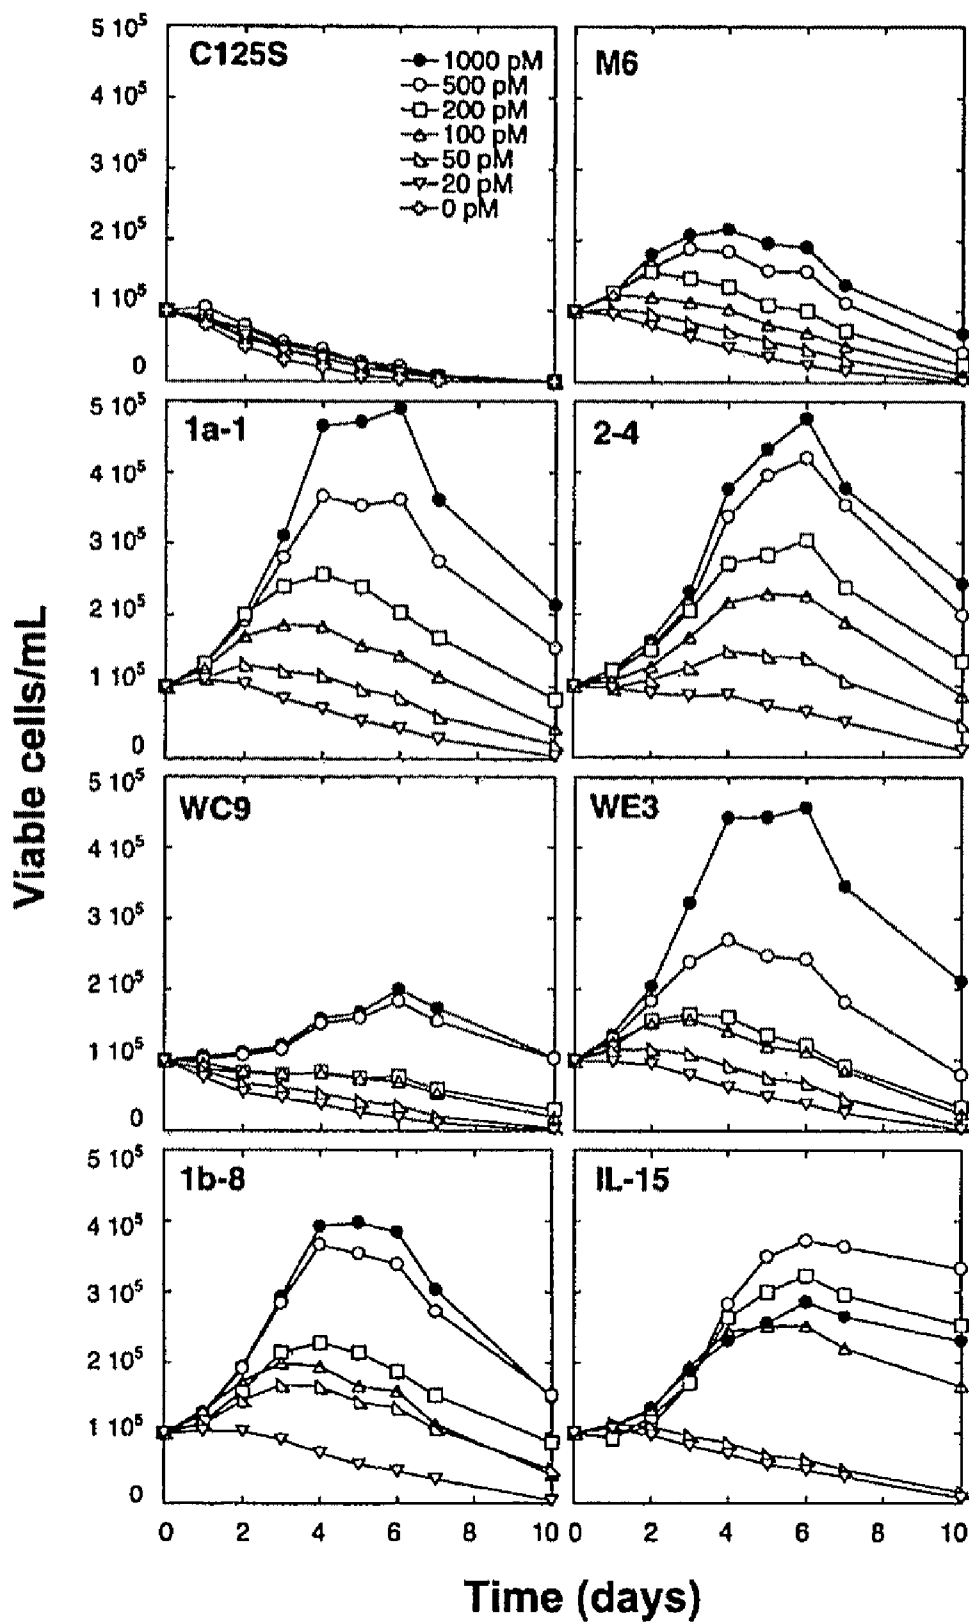 Viable cells/mL
5 10⁵
4 10⁵
3 10⁵
2 10⁵
1 10⁵
0
C125S
1000 pM
500 pM
200 pM
100 pM
50 pM
20 pM
0 pM
M6
5 10⁵
4 10⁵
3 10⁵
2 10⁵
1 10⁵
0
1a-1
2-4
5 10⁵
4 10⁵
3 10⁵
2 10⁵
1 10⁵
0
WC9
WE3
5 10⁵
4 10⁵
3 10⁵
2 10⁵
1 10⁵
0
1b-8
IL-15
0 2 4 6 8 10
0 2 4 6 8 10
Time (days)